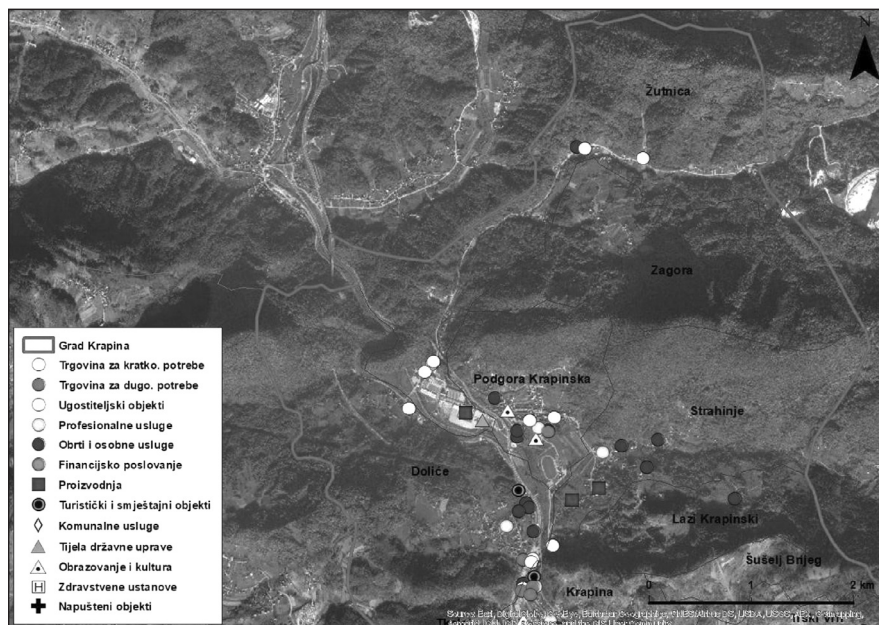 N
Žutnica
Zagora
Podgora Krapinska
Strahinje
Doliće
Lazi Krapinski
Šušelj Brijeg
Krapina
0 1 2 km
Grad Krapina
Trgovina za kratko. potrebe
Trgovina za dugo. potrebe
Ugostiteljski objekti
Profesionalne usluge
Obrti i osobne usluge
Financijsko poslovanje
Proizvodnja
Turistički i smještajni objekti
Komunalne usluge
Tijela državne uprave
Obrazovanje i kultura
H Zdravstvene ustanove
Napušteni objekti